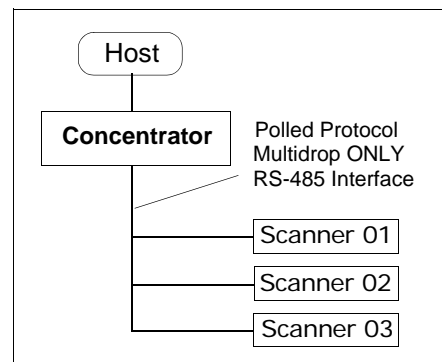 Host
Concentrator
Polled Protocol
Multidrop ONLY
RS-485 Interface
Scanner 01
Scanner 02
Scanner 03